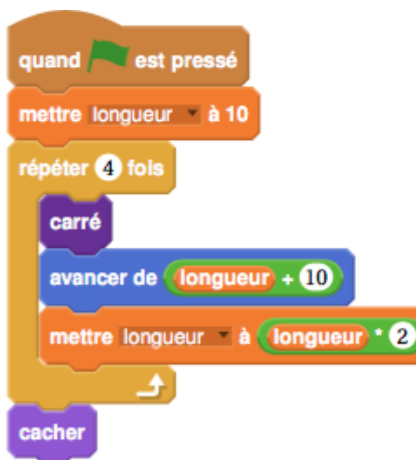 quand est pressé
mettre longueur à 10
répéter 4 fois
carré
avancer de longueur + 10
mettre longueur à longueur * 2
cacher